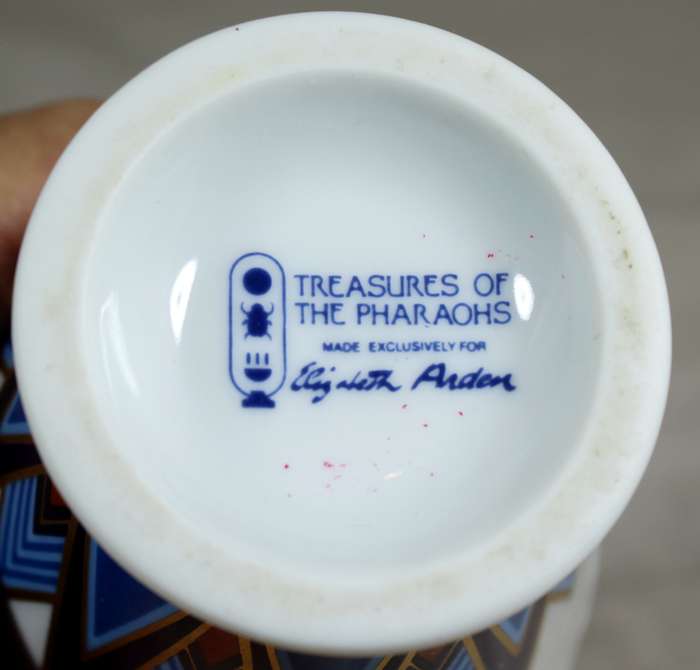 TREASURES OF
THE PHARAOHS
MADE EXCLUSIVELY FOR
Elizabeth Arden